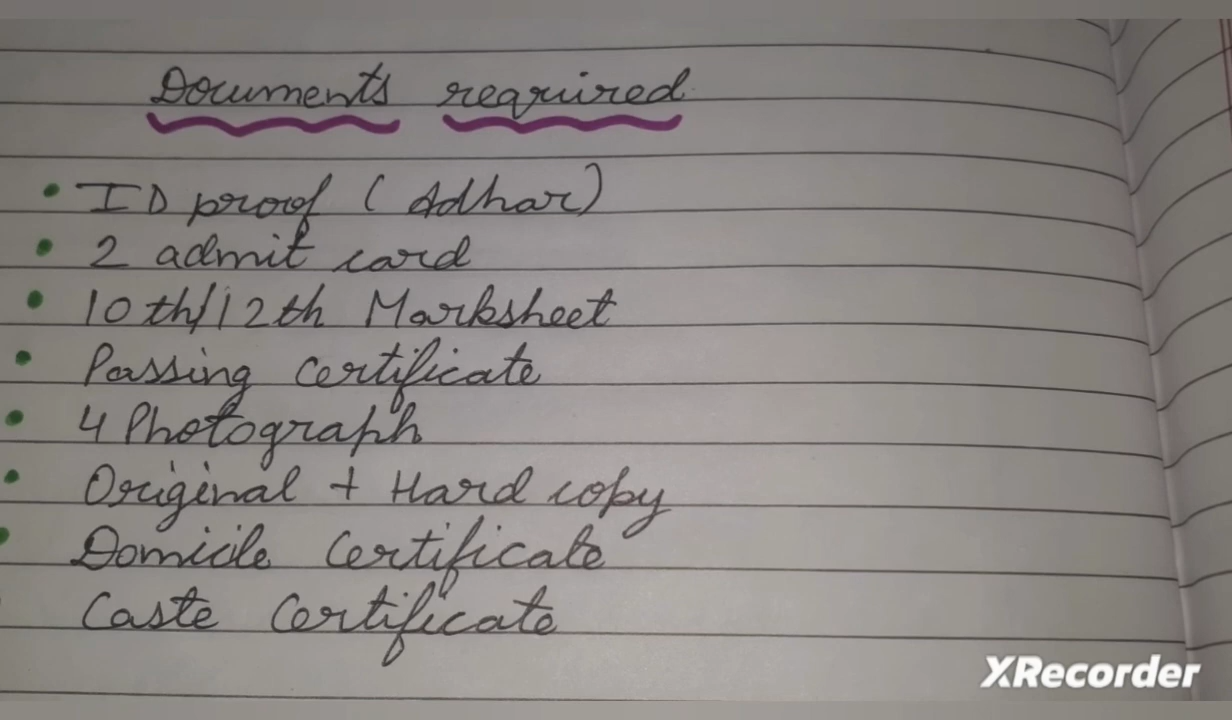 Documents required
• ID proof ( Adhar)
• 2 admit card
• 10th/12th Marksheet
• Passing certificate
• 4 Photograph
• Original + Hard copy
• Domicile Certificate
Caste Certificate
XRecorder